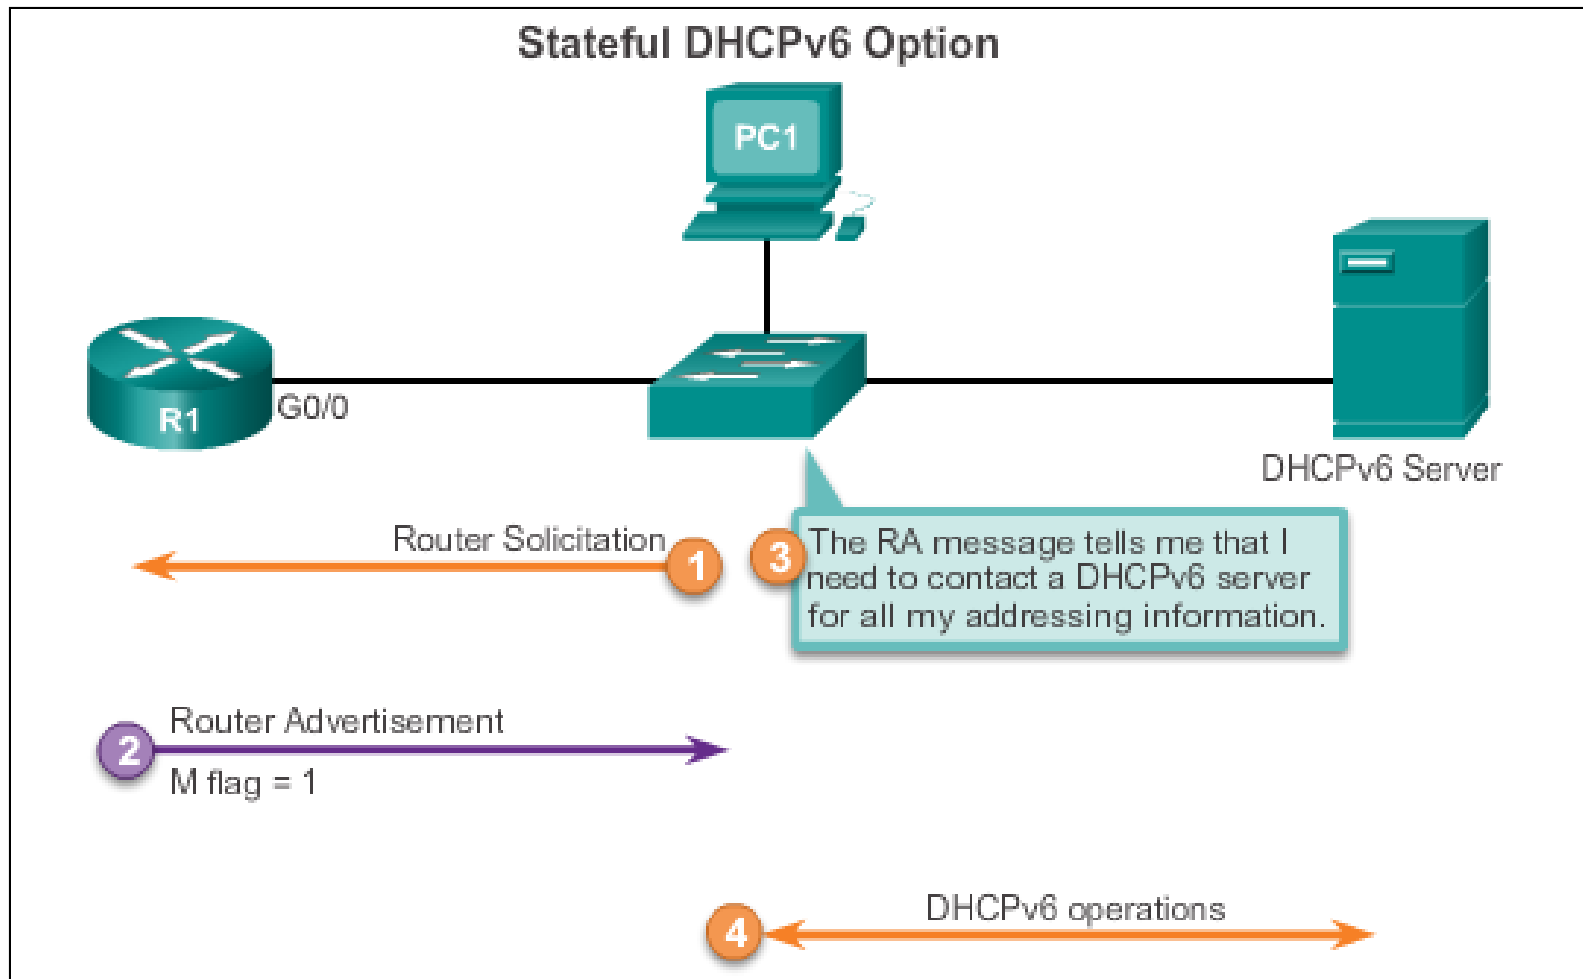 Stateful DHCPv6 Option
PC1
R1
G0/0
DHCPv6 Server
Router Solicitation
1
3
The RA message tells me that I
need to contact a DHCPv6 server
for all my addressing information.
2
Router Advertisement
M flag = 1
4
DHCPv6 operations